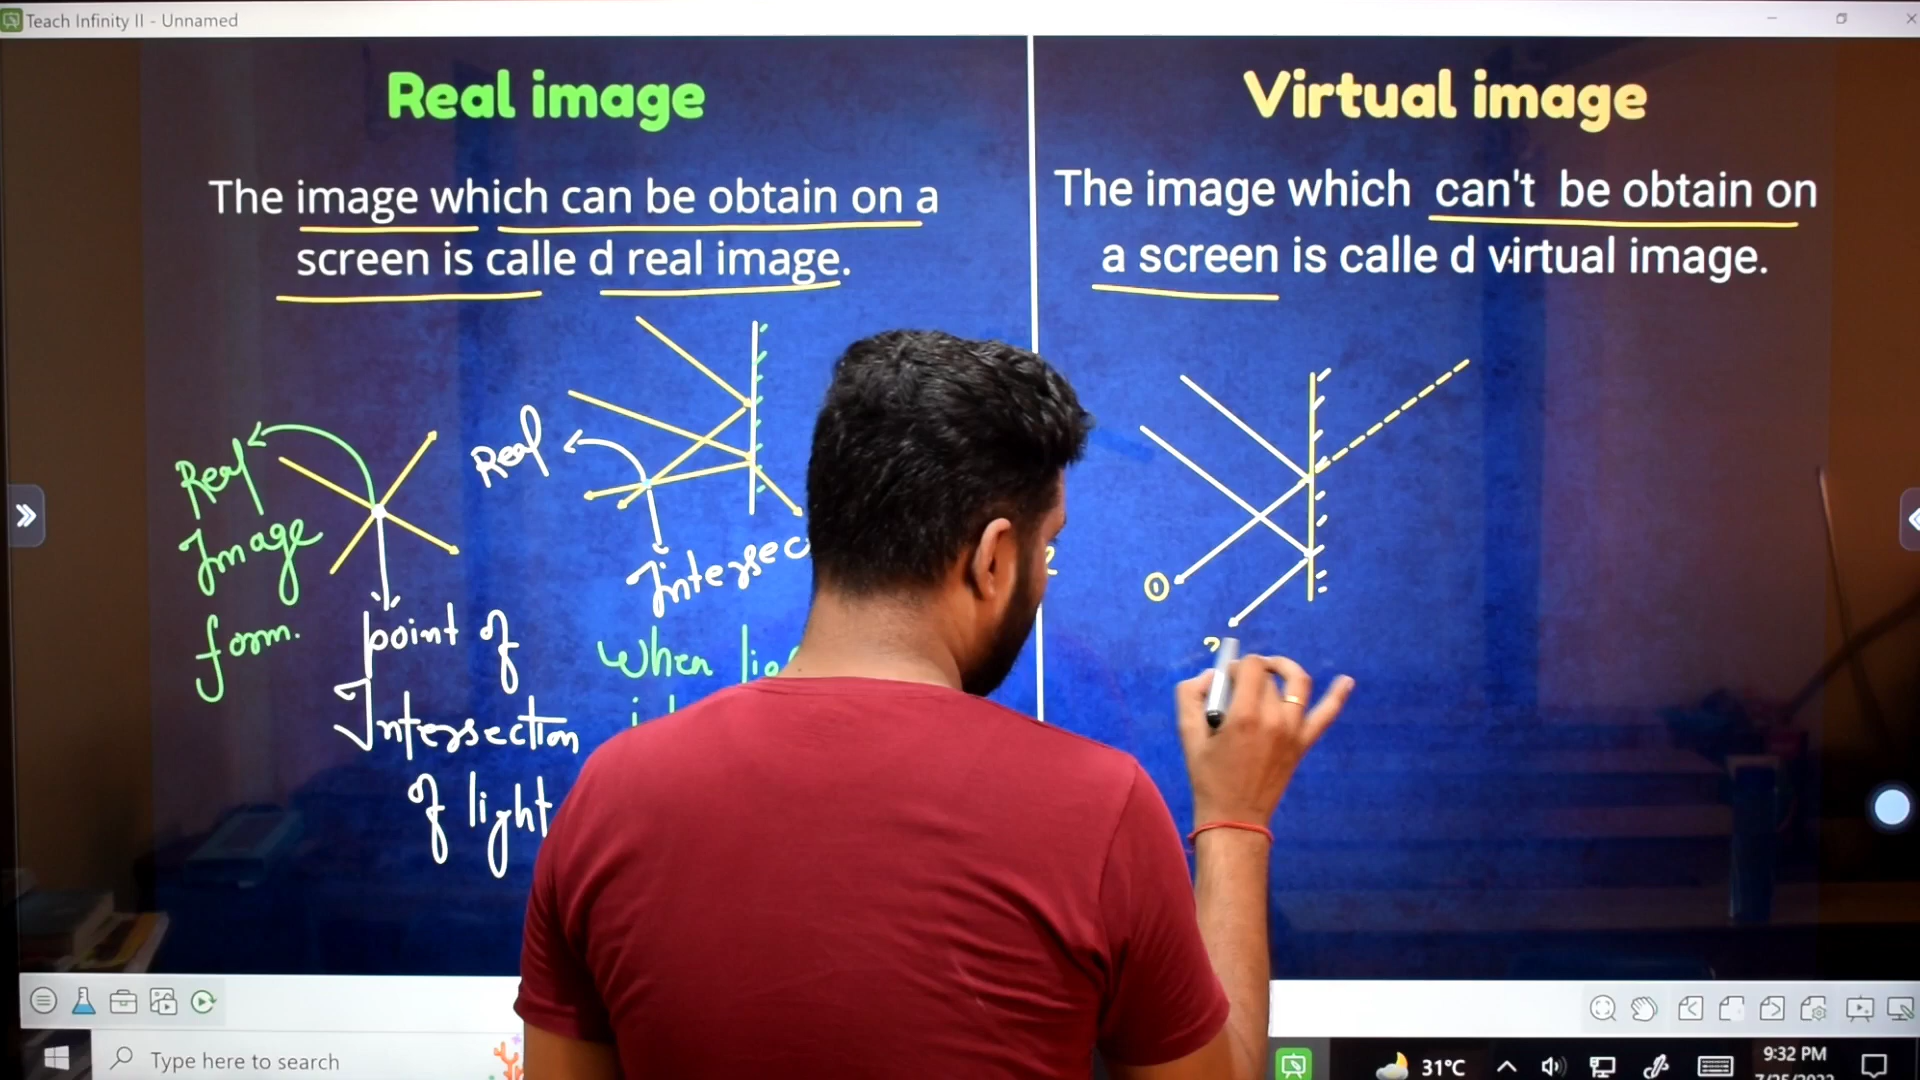 Teach Infinity II - Unnamed
Real image
The image which can be obtain on a
screen is calle d real image.
Real
Image
form.
point of
Intersection
of light
Real
When
Virtual image
The image which can't be obtain on
a screen is calle d virtual image.
1
Type here to search
31°C
9:32 PM